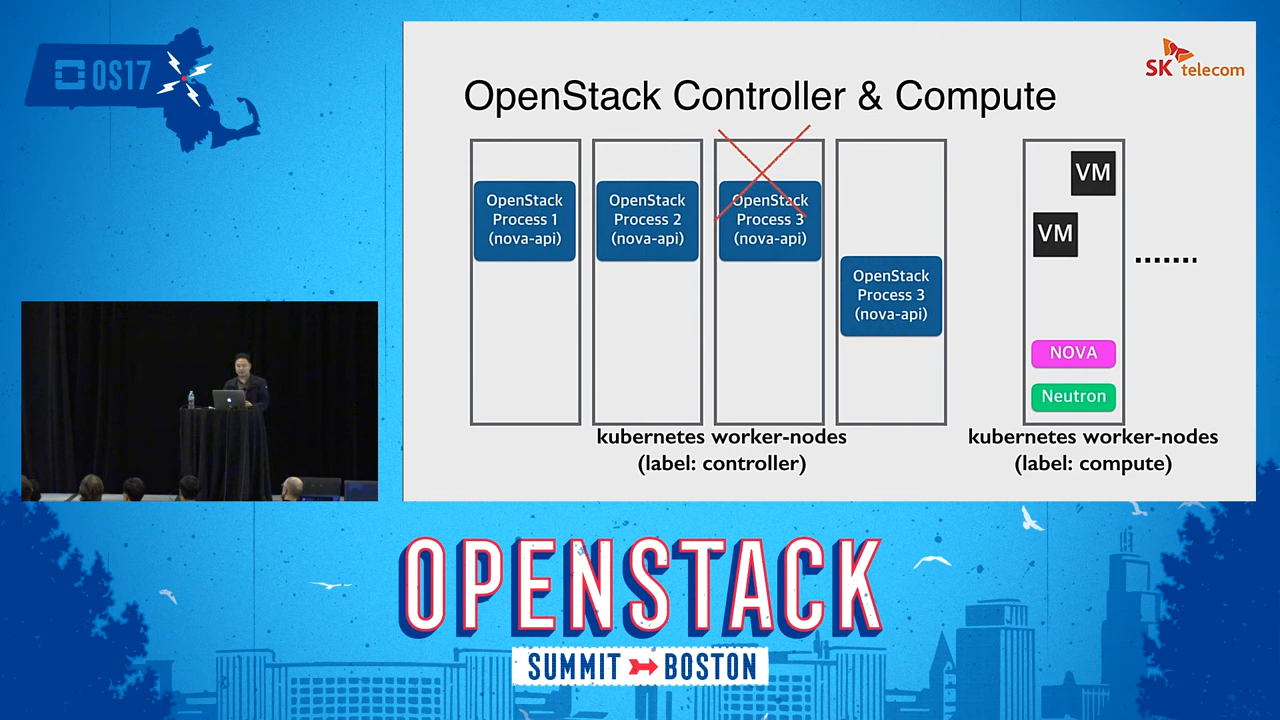 OS17
SK telecom
OpenStack Controller & Compute
OpenStack
Process 1
(nova-api)
OpenStack
Process 2
(nova-api)
OpenStack
Process 3
(nova-api)
OpenStack
Process 3
(nova-api)
VM
VM
.......
NOVA
Neutron
kubernetes worker-nodes
(label: controller)
kubernetes worker-nodes
(label: compute)
OPENSTACK
SUMMIT BOSTON